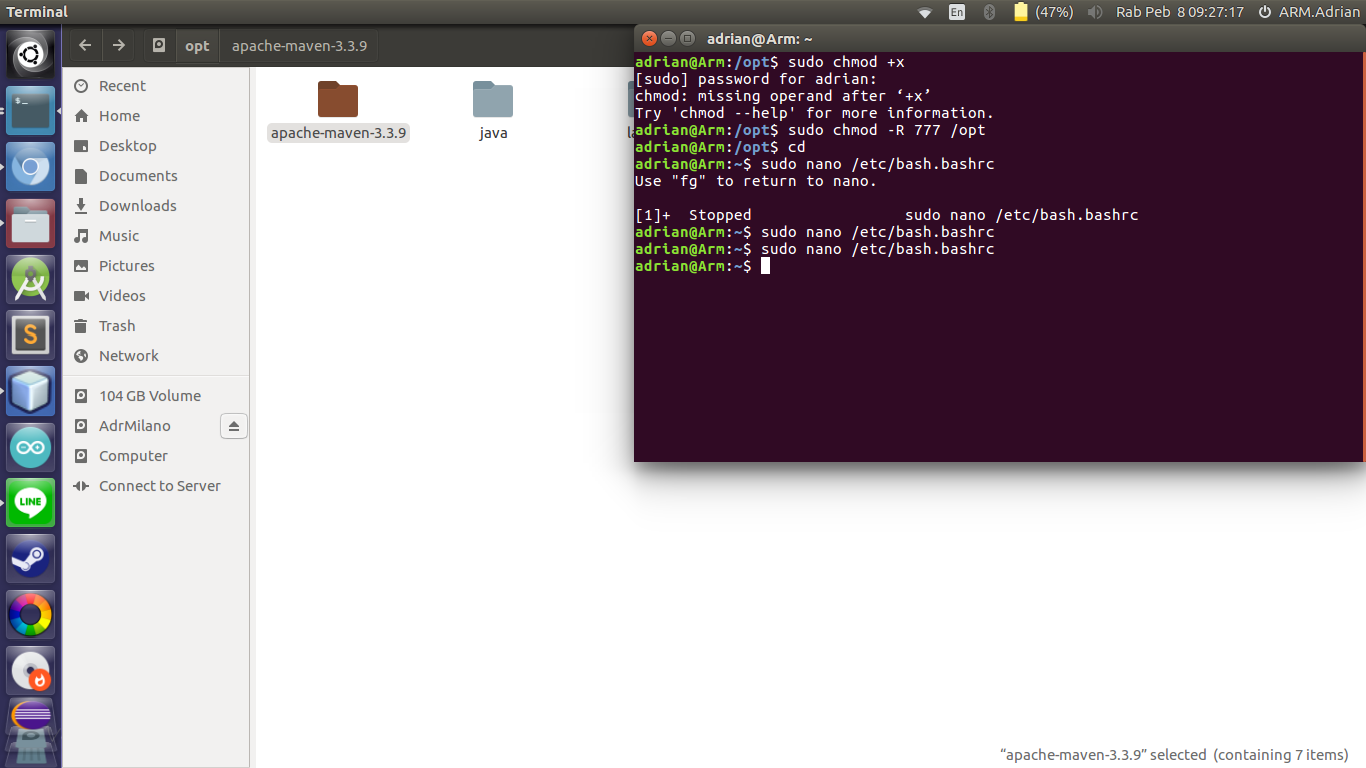 Terminal
En
(47%)
Rab Peb 8 09:27:17
ARM.Adrian
opt
apache-maven-3.3.9
Recent
Home
Desktop
Documents
Downloads
Music
Pictures
Videos
Trash
Network
104 GB Volume
AdrMilano
Computer
Connect to Server
apache-maven-3.3.9
java
adrian@Arm: ~
adrian@Arm:/opt$ sudo chmod +x
[sudo] password for adrian:
chmod: missing operand after ‘+x’
Try 'chmod --help' for more information.
adrian@Arm:/opt$ sudo chmod -R 777 /opt
adrian@Arm:/opt$ cd
adrian@Arm:~$ sudo nano /etc/bash.bashrc
Use "fg" to return to nano.
[1]+  Stopped                 sudo nano /etc/bash.bashrc
adrian@Arm:~$ sudo nano /etc/bash.bashrc
adrian@Arm:~$ sudo nano /etc/bash.bashrc
adrian@Arm:~$
LINE
“apache-maven-3.3.9” selected (containing 7 items)